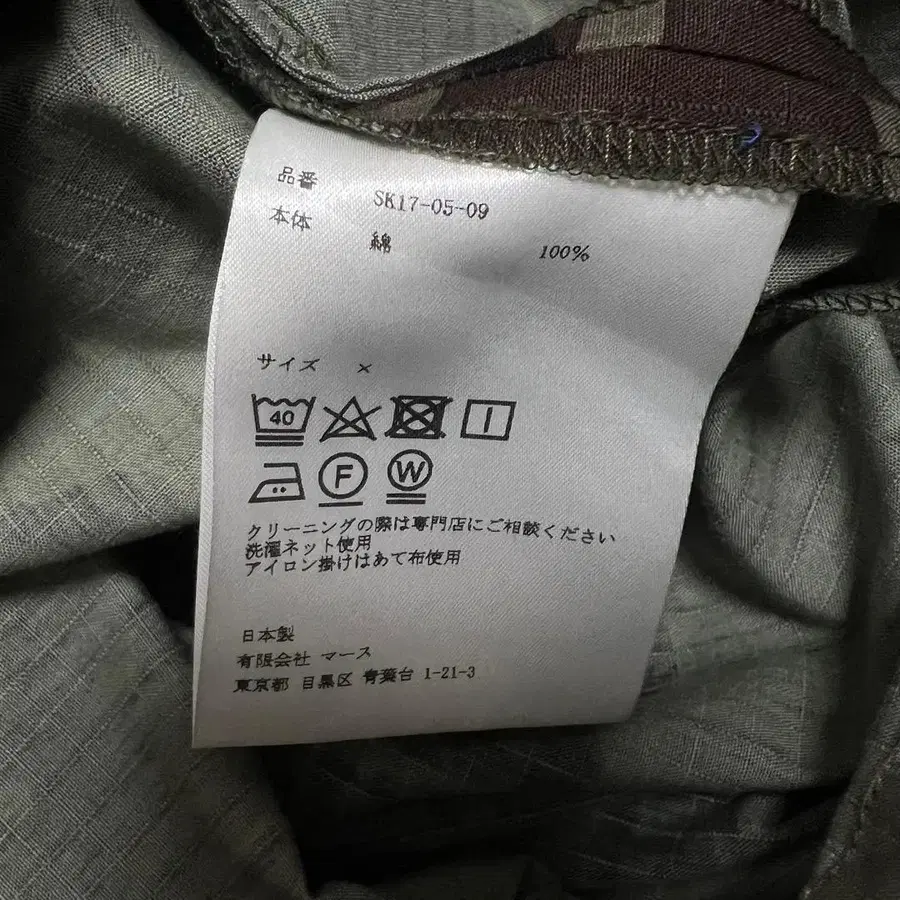 品番 SK17-05-09
本体 綿 100%
サイズ ×
40
F W
クリーニングの際は専門店にご相談ください
洗濯ネット使用
アイロン掛けはあて布使用
日本製
有限会社 マース
東京都 目黒区 青葉台 1-21-3